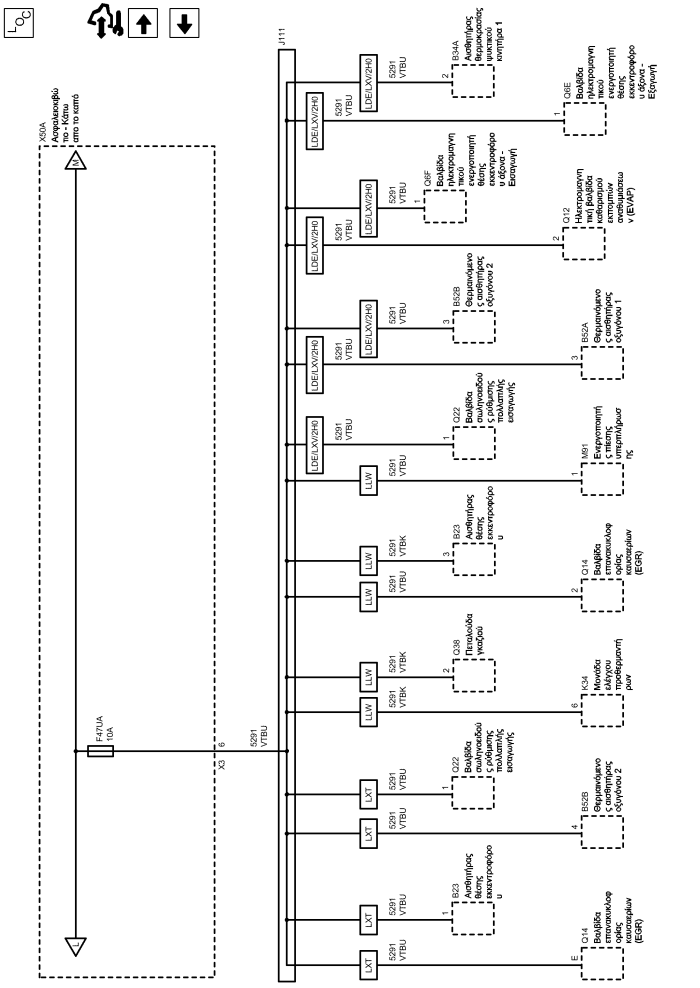 LOC
X50A
Ασφαλειοκιβώ
τιο - Κάτω
από το καπό
M
L
F47UA
10A
X3
6
5291
VTBU
J111
LXT
5291
VTBU
E
Q14
Βαλβίδα
επανακυκλοφ
ορίας
καυσαερίων
(EGR)
LXT
5291
VTBU
1
B23
Αισθητήρας
θέσης
εκκεντροφόρο
υ
LXT
5291
VTBU
4
B52B
Θερμαινόμενο
ς αισθητήρας
οξυγόνου 2
LXT
5291
VTBU
1
Q22
Βαλβίδα
σωληνοειδού
ς ρύθμισης
πολλαπλής
εισαγωγής
LLW
5291
VTBK
6
K34
Μονάδα
ελέγχου
προθερμαντή
ρων
LLW
5291
VTBK
2
Q38
Πεταλούδα
γκαζιού
LLW
5291
VTBU
2
Q14
Βαλβίδα
επανακυκλοφ
ορίας
καυσαερίων
(EGR)
LLW
5291
VTBK
3
B23
Αισθητήρας
θέσης
εκκεντροφόρο
υ
LLW
5291
VTBU
1
M91
Ενεργοποιητή
ς πίεσης
υπερπλήρωσ
ης
LDE/LXV/2H0
5291
VTBU
1
Q22
Βαλβίδα
σωληνοειδού
ς ρύθμισης
πολλαπλής
εισαγωγής
LDE/LXV/2H0
5291
VTBU
3
B52A
Θερμαινόμενο
ς αισθητήρας
οξυγόνου 1
LDE/LXV/2H0
5291
VTBU
3
B52B
Θερμαινόμενο
ς αισθητήρας
οξυγόνου 2
LDE/LXV/2H0
5291
VTBU
2
Q12
Ηλεκτρομαγνη
τική βαλβίδα
καθαρισμού
εκπομπών
αναθυμιάσεω
ν (EVAP)
LDE/LXV/2H0
5291
VTBU
1
Q6F
Βαλβίδα
ηλεκτρομαγνη
τικού
ενεργοποιητή
θέσης
εκκεντροφόρο
υ άξονα -
Εισαγωγή
LDE/LXV/2H0
5291
VTBU
1
Q6E
Βαλβίδα
ηλεκτρομαγνη
τικού
ενεργοποιητή
θέσης
εκκεντροφόρο
υ άξονα -
Εξαγωγή
LDE/LXV/2H0
5291
VTBU
2
B34A
Αισθητήρας
θερμοκρασίας
ψυκτικού
κινητήρα 1